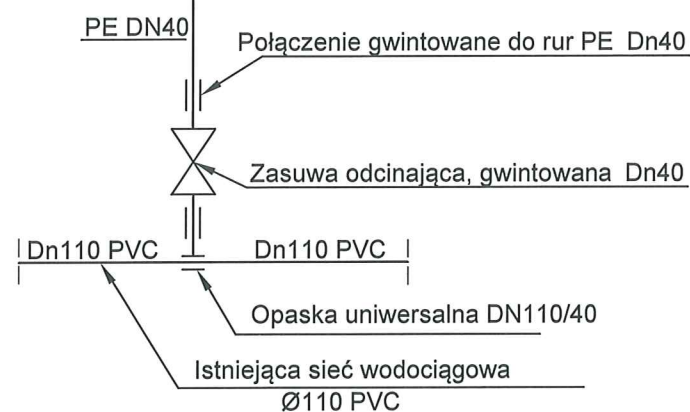 PE DN40
Połączenie gwintowane do rur PE Dn40
Zasuwa odcinająca, gwintowana Dn40
Dn110 PVC
Dn110 PVC
Opaska uniwersalna DN110/40
Istniejąca sieć wodociągowa
Ø110 PVC